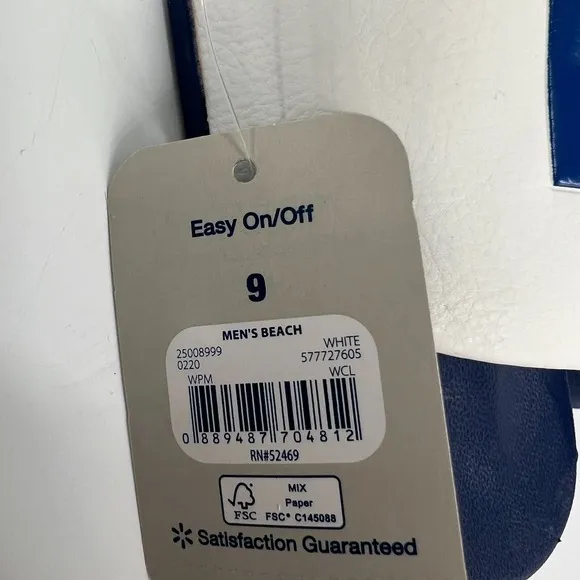 Easy On/Off
9
MEN'S BEACH
25008999 WHITE
0220 577727605
WPM WCL
0 889487 704812
RN#52469
MIX
Paper
FSC FSC® C145088
Satisfaction Guaranteed